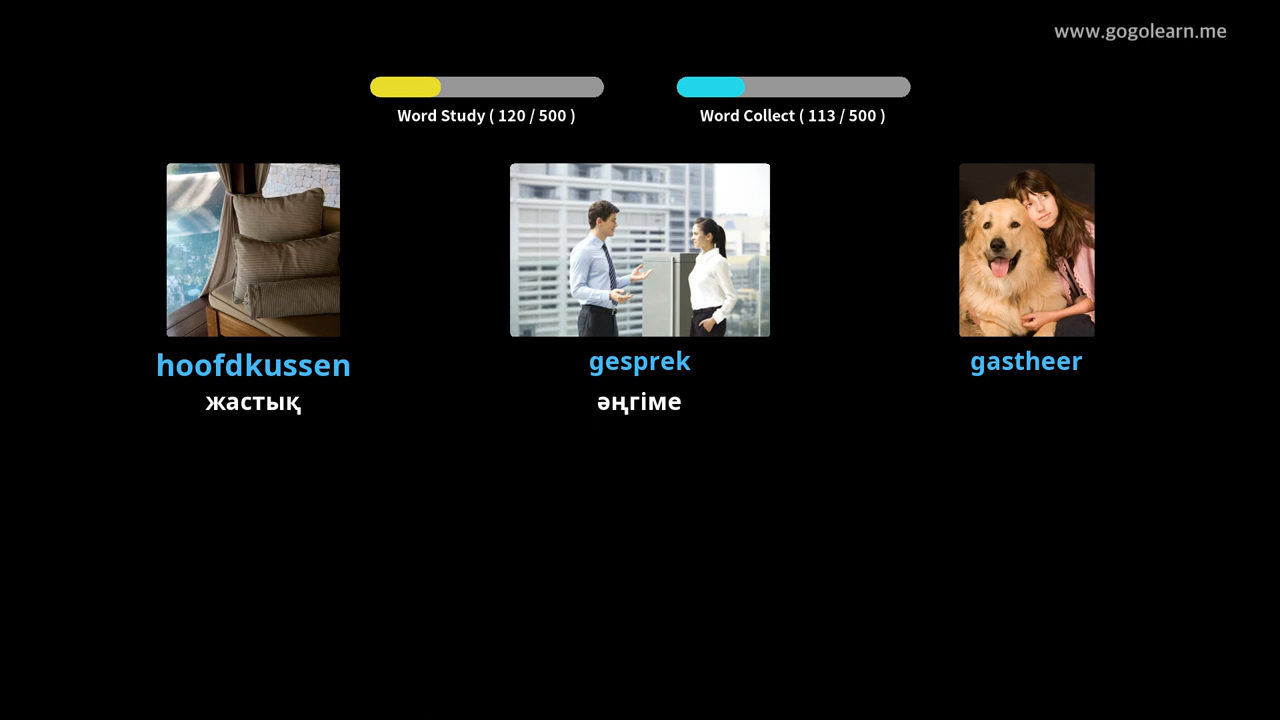 www.gogolearn.me
Word Study ( 120 / 500 )
Word Collect ( 113 / 500 )
hoofdkussen
жастық
gesprek
әңгіме
gastheer